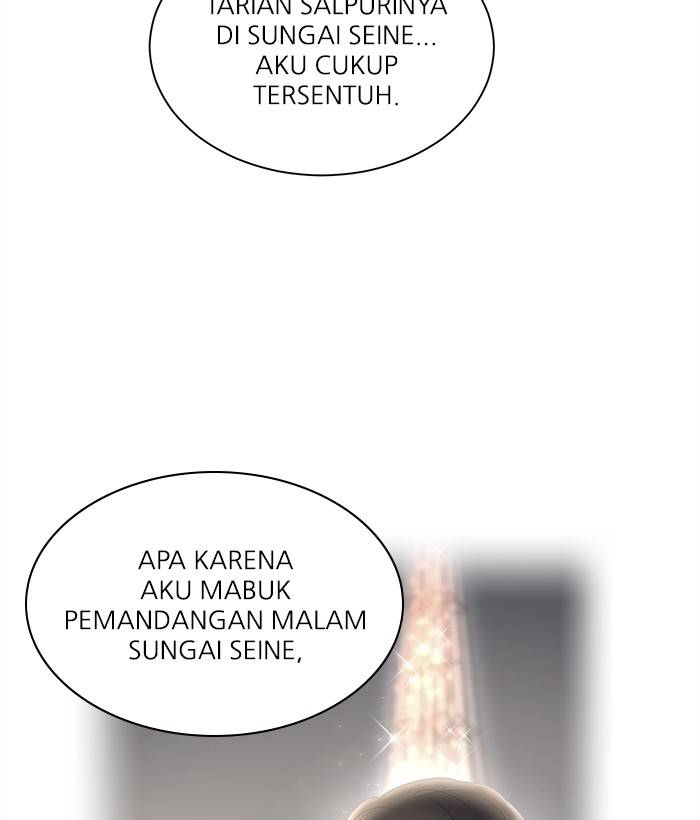 TARIAN SALPURINYA
DI SUNGAI SEINE...
AKU CUKUP
TERSENTUH.
APA KARENA
AKU MABUK
PEMANDANGAN MALAM
SUNGAI SEINE,